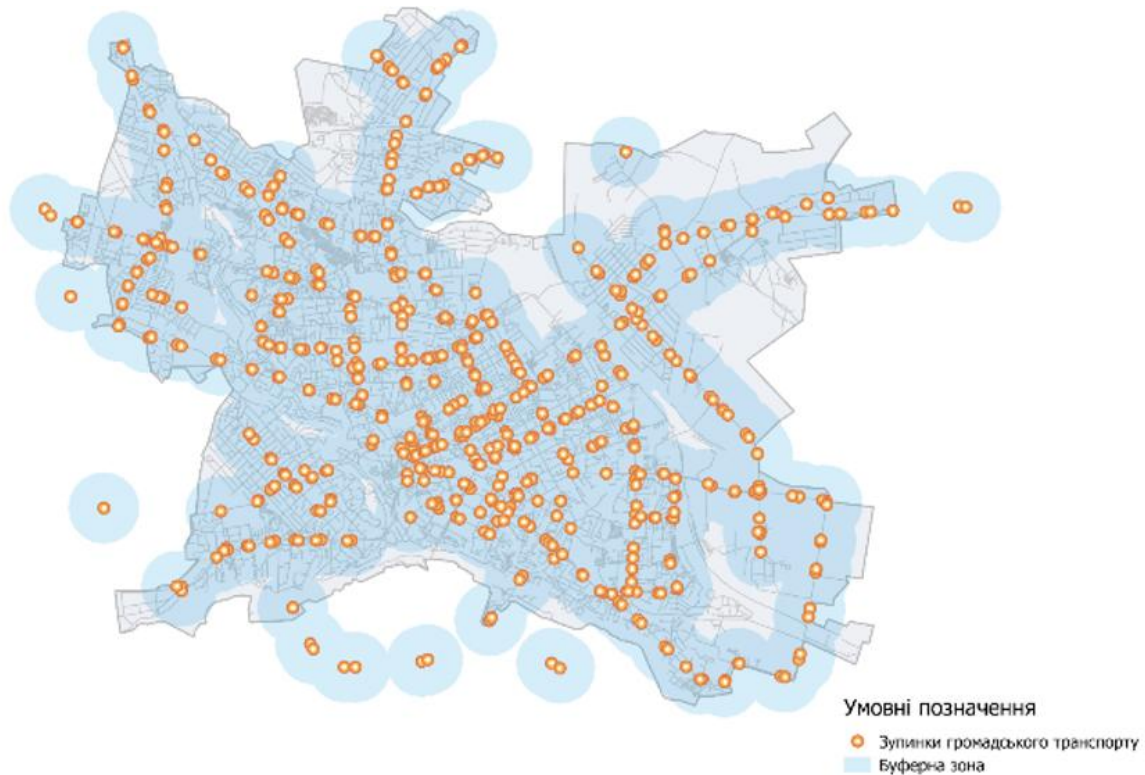 Умовні позначення
Зупинки громадського транспорту
Буферна зона